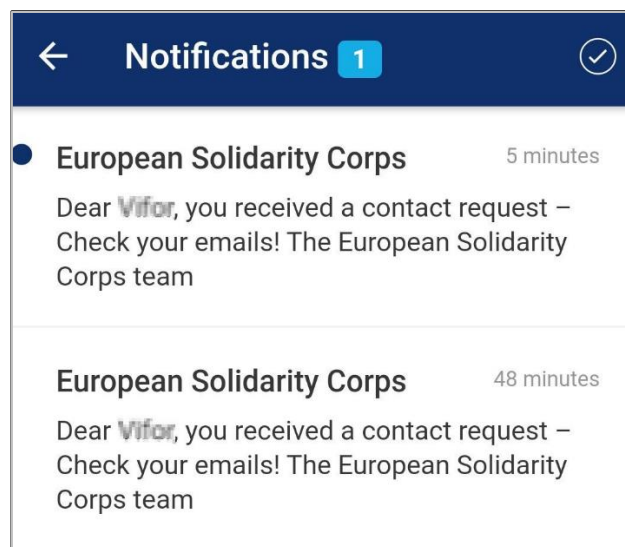 Notifications 1
European Solidarity Corps 5 minutes
Dear , you received a contact request –
Check your emails! The European Solidarity
Corps team
European Solidarity Corps 48 minutes
Dear , you received a contact request –
Check your emails! The European Solidarity
Corps team